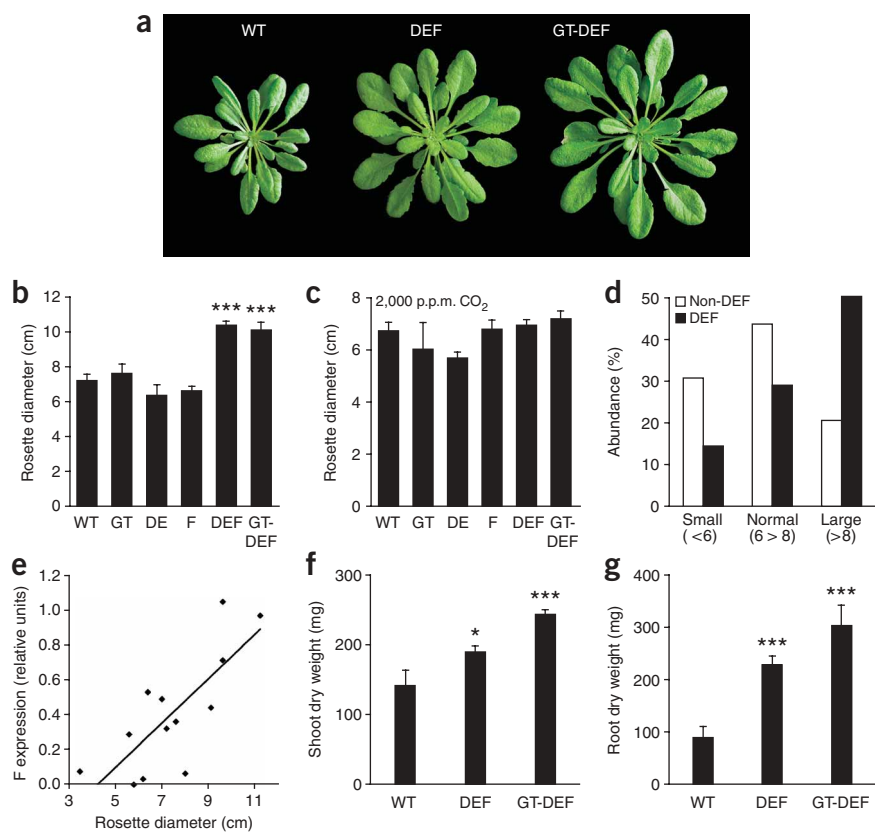 a
WT
DEF
GT-DEF
b
Rosette diameter (cm)
12
10
8
6
4
2
0
***
***
WT
GT
DE
F
DEF
GT-
DEF
c
2,000 p.p.m. CO2
Rosette diameter (cm)
8
6
4
2
0
WT
GT
DE
F
DEF
GT-
DEF
d
Non-DEF
DEF
Abundance (%)
50
40
30
20
10
0
Small
( <6)
Normal
(6 > 8)
Large
(>8)
e
F expression (relative units)
1.2
1.0
0.8
0.6
0.4
0.2
0.0
3
5
7
9
11
Rosette diameter (cm)
f
Shoot dry weight (mg)
300
200
100
0
*
***
WT
DEF
GT-DEF
g
Root dry weight (mg)
400
300
200
100
0
***
***
WT
DEF
GT-DEF